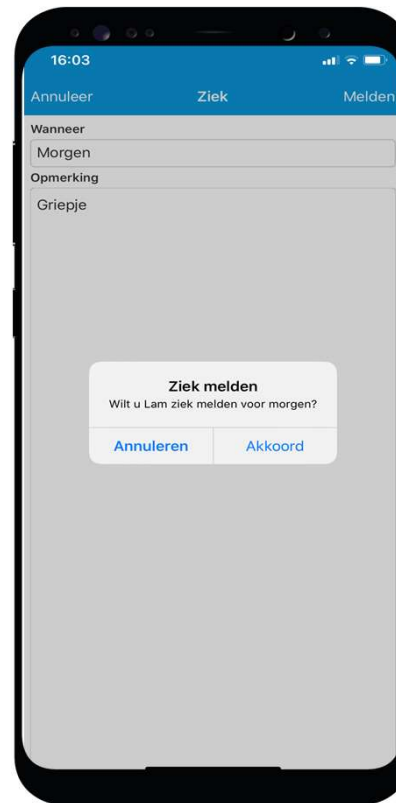 16:03
Annuleer Ziek Melden
Wanneer
Morgen
Opmerking
Griepje
Ziek melden
Wilt u Lam ziek melden voor morgen?
Annuleren Akkoord